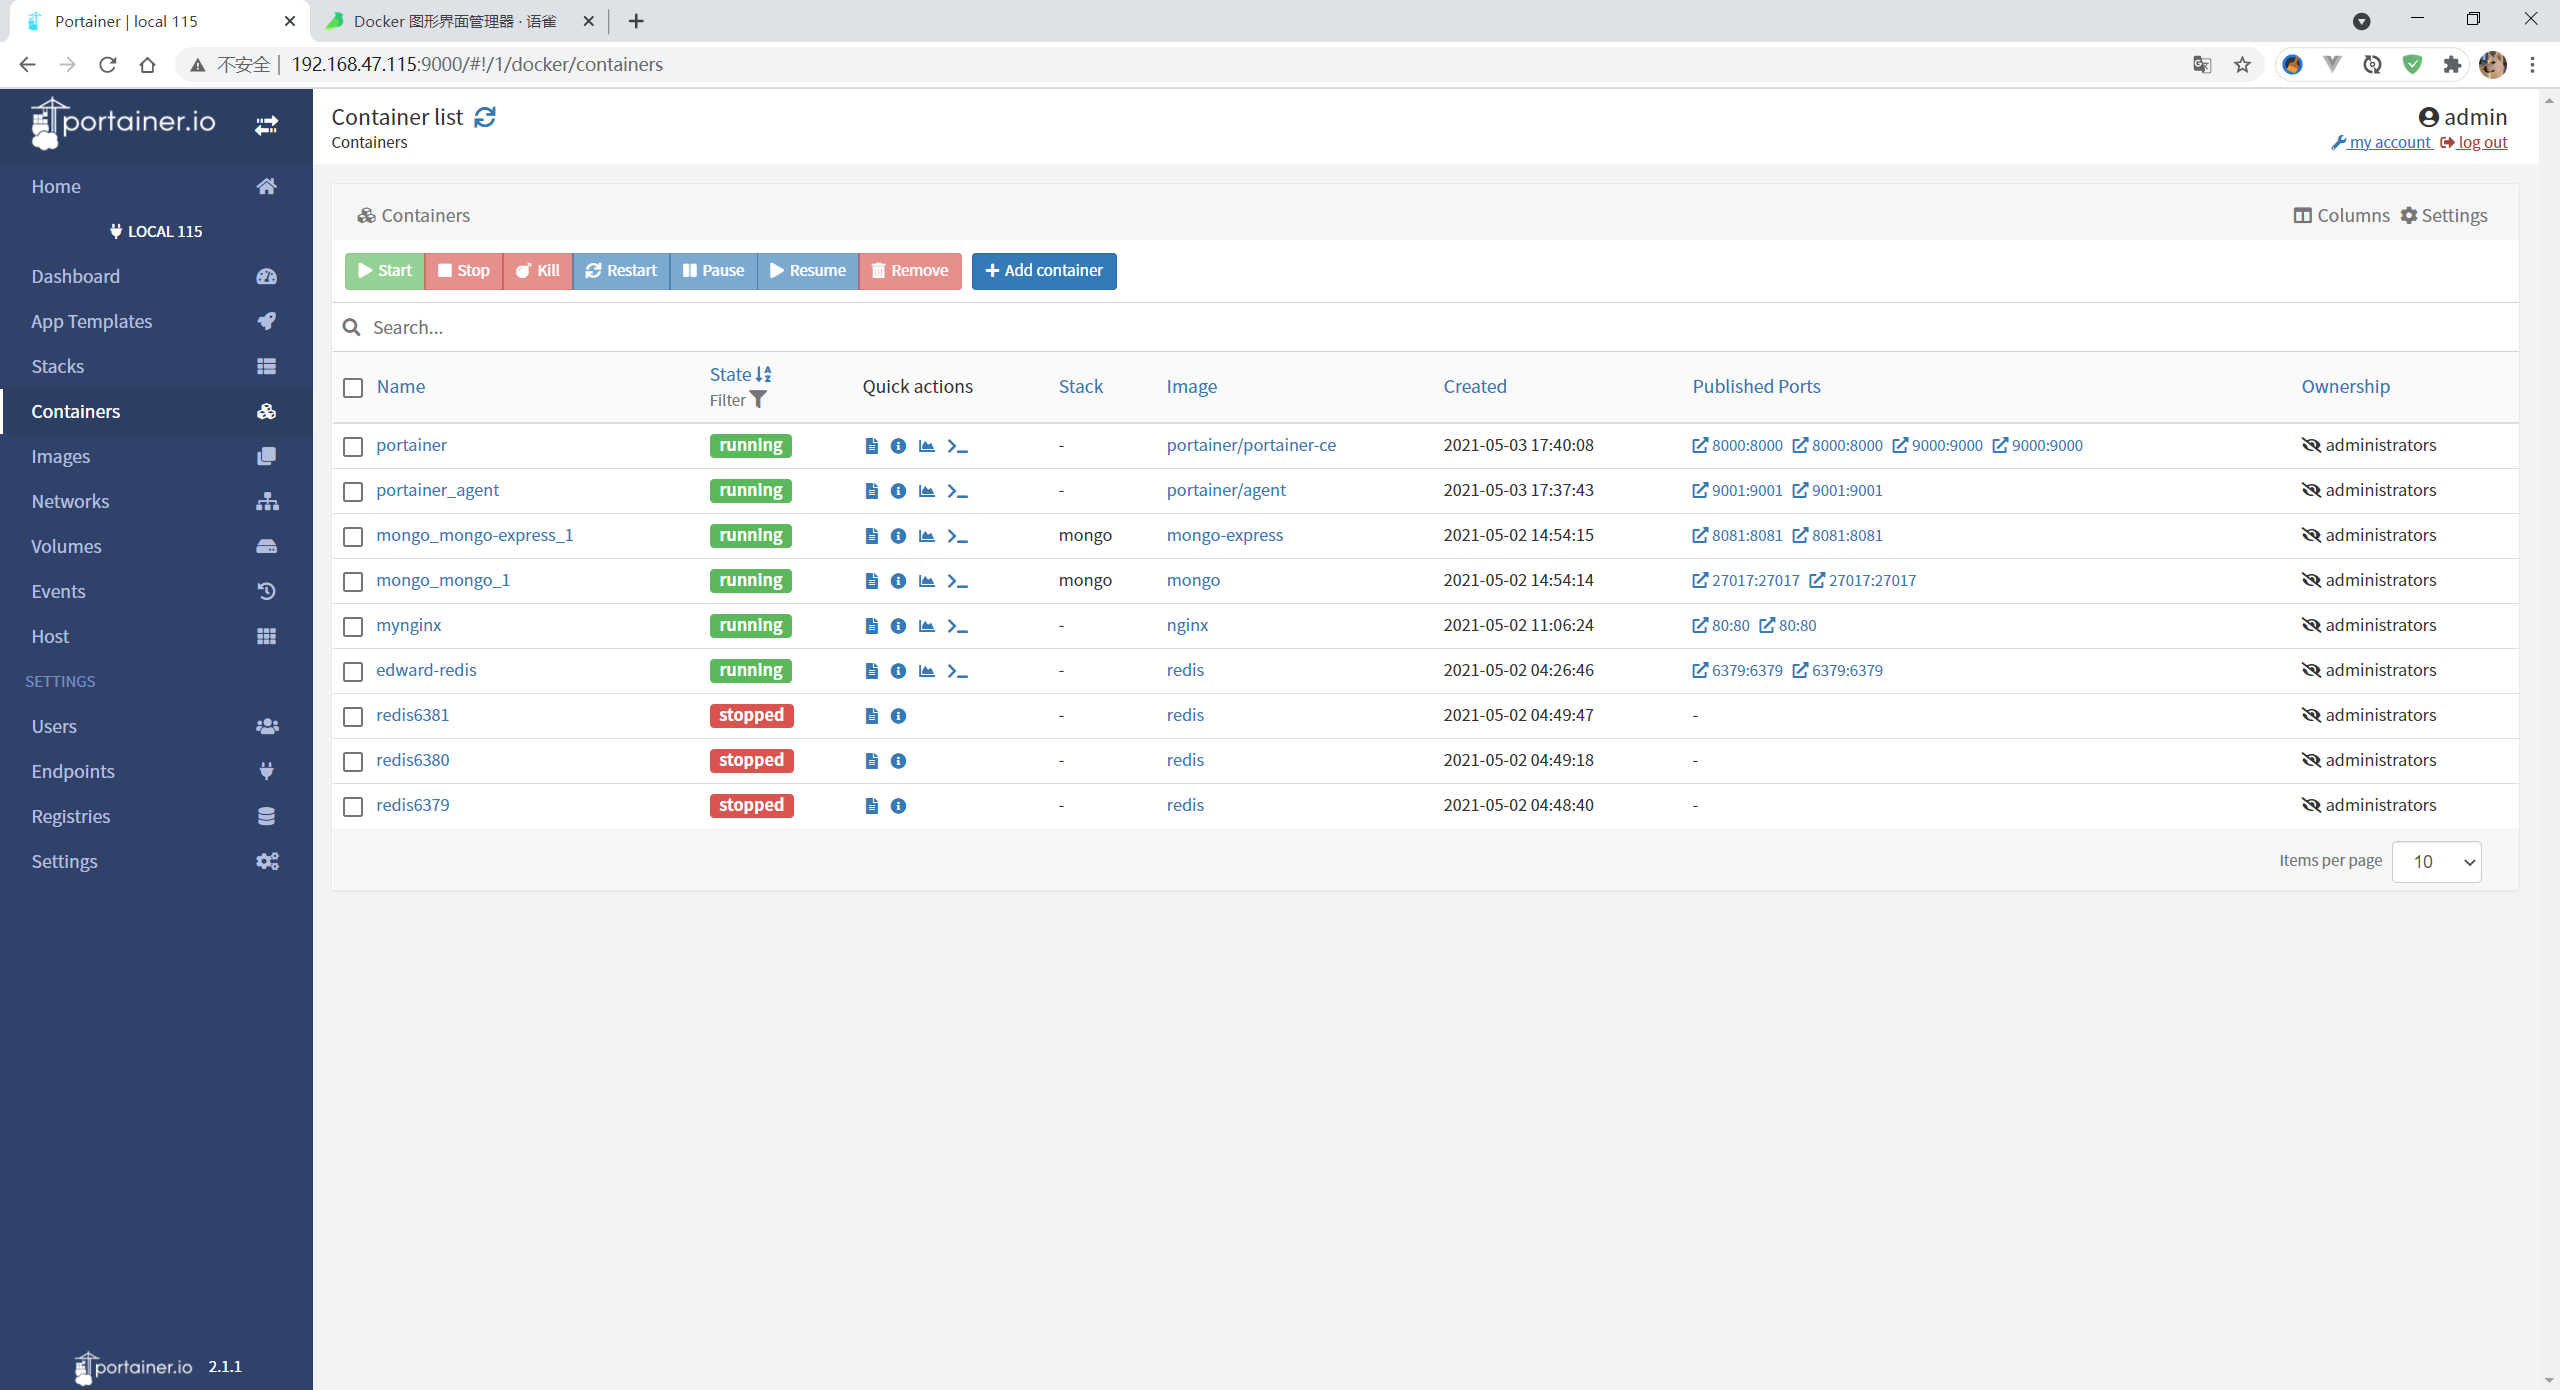 Portainer | local 115
Docker 图形界面管理器 · 语雀
不安全 | 192.168.47.115:9000/#!/1/docker/containers
portainer.io
Home
LOCAL 115
Dashboard
App Templates
Stacks
Containers
Images
Networks
Volumes
Events
Host
SETTINGS
Users
Endpoints
Registries
Settings
portainer.io 2.1.1
Container list
Containers
admin
my account log out
Containers
Columns Settings
Start Stop Kill Restart Pause Resume Remove Add container
Search...
Name State Filter Quick actions Stack Image Created Published Ports Ownership
portainer running - portainer/portainer-ce 2021-05-03 17:40:08 8000:8000 8000:8000 9000:9000 9000:9000 administrators
portainer_agent running - portainer/agent 2021-05-03 17:37:43 9001:9001 9001:9001 administrators
mongo_mongo-express_1 running mongo mongo-express 2021-05-02 14:54:15 8081:8081 8081:8081 administrators
mongo_mongo_1 running mongo mongo 2021-05-02 14:54:14 27017:27017 27017:27017 administrators
mynginx running - nginx 2021-05-02 11:06:24 80:80 80:80 administrators
edward-redis running - redis 2021-05-02 04:26:46 6379:6379 6379:6379 administrators
redis6381 stopped - redis 2021-05-02 04:49:47 - administrators
redis6380 stopped - redis 2021-05-02 04:49:18 - administrators
redis6379 stopped - redis 2021-05-02 04:48:40 - administrators
Items per page 10